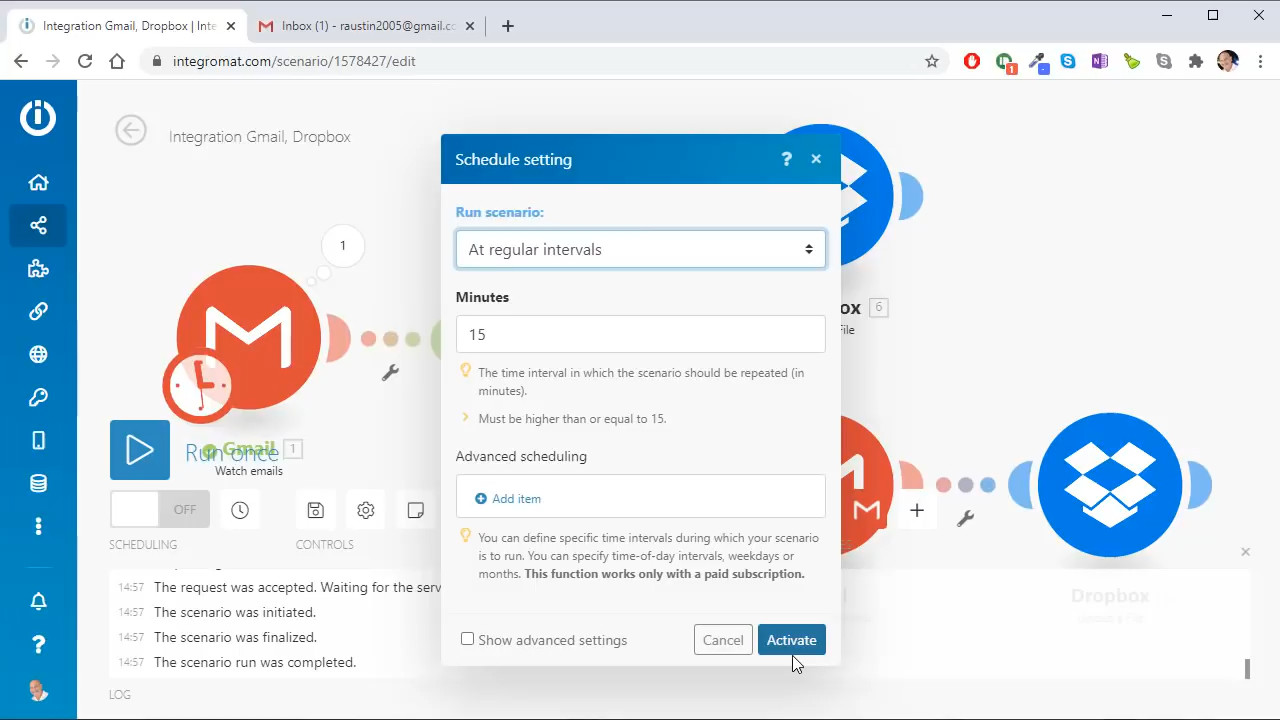 Integration Gmail, Dropbox | Inte
Inbox (1) - raustin2005@gmail.co
integromat.com/scenario/1578427/edit
1
Integration Gmail, Dropbox
Schedule setting
?
Run scenario:
At regular intervals
1
Minutes
15
The time interval in which the scenario should be repeated (in
minutes).
Must be higher than or equal to 15.
Advanced scheduling
Add item
You can define specific time intervals during which your scenario
is to run. You can specify time-of-day intervals, weekdays or
months. This function works only with a paid subscription.
Show advanced settings
Cancel
Activate
box 6
File
Gmail 1
Watch emails
Run once
OFF
SCHEDULING
CONTROLS
14:57 The request was accepted. Waiting for the serv
14:57 The scenario was initiated.
14:57 The scenario was finalized.
14:57 The scenario run was completed.
LOG
Dropbox